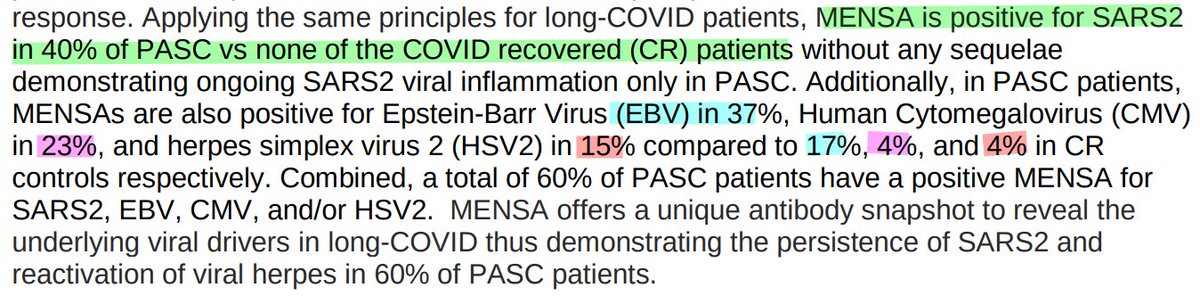 response. Applying the same principles for long-COVID patients, MENSA is positive for SARS2
in 40% of PASC vs none of the COVID recovered (CR) patients without any sequelae
demonstrating ongoing SARS2 viral inflammation only in PASC. Additionally, in PASC patients,
MENSAs are also positive for Epstein-Barr Virus (EBV) in 37%, Human Cytomegalovirus (CMV)
in 23%, and herpes simplex virus 2 (HSV2) in 15% compared to 17%, 4%, and 4% in CR
controls respectively. Combined, a total of 60% of PASC patients have a positive MENSA for
SARS2, EBV, CMV, and/or HSV2. MENSA offers a unique antibody snapshot to reveal the
underlying viral drivers in long-COVID thus demonstrating the persistence of SARS2 and
reactivation of viral herpes in 60% of PASC patients.